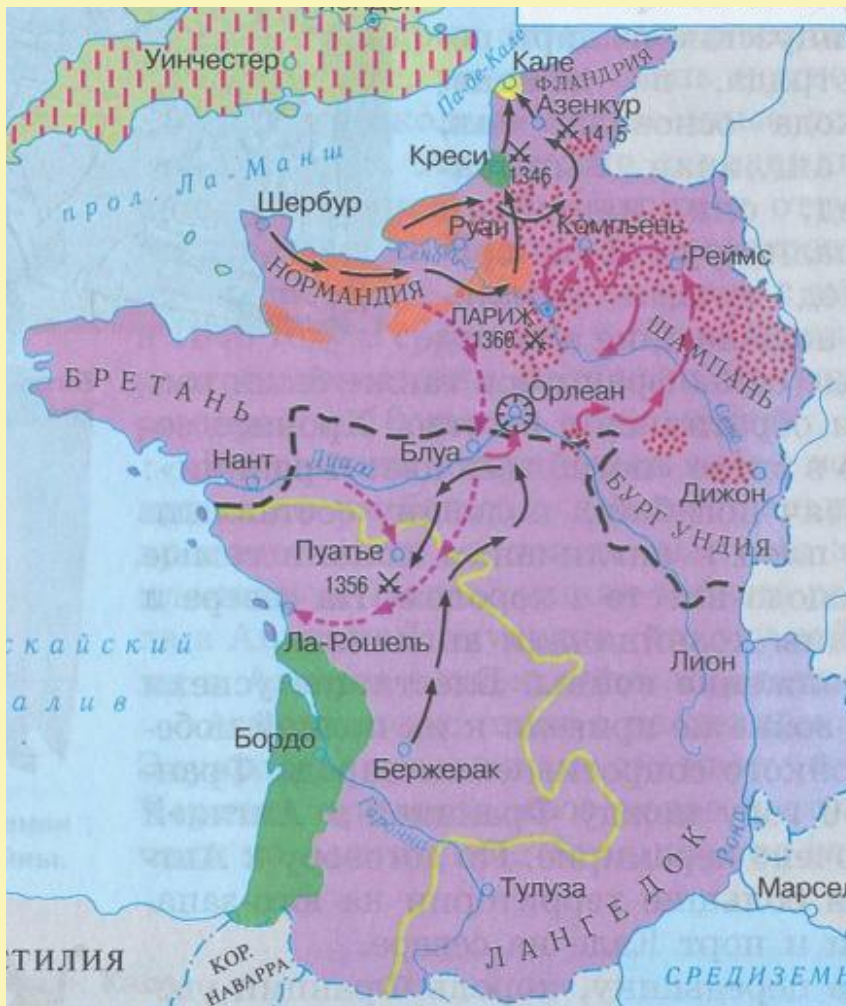 Уинчестер
Па-де-Кале
Кале
ФЛАНДРИЯ
Азенкур
1415
Креси
1346
прол. Ла-Манш
Шербур
Руан
Компьень
Сена
Реймс
НОРМАНДИЯ
ПАРИЖ
1360
ШАМПАНЬ
БРЕТАНЬ
Орлеан
Блуа
Нант
Луара
Дижон
БУРГУНДИЯ
Пуатье
1356
Ла-Рошель
скайский
алив
Лион
Бордо
Бержерак
Рона
Тулуза
ЛАНГЕДОК
Марсел
СТИЛИЯ
КОР.
НАВАРРА
СРЕДИЗЕМН